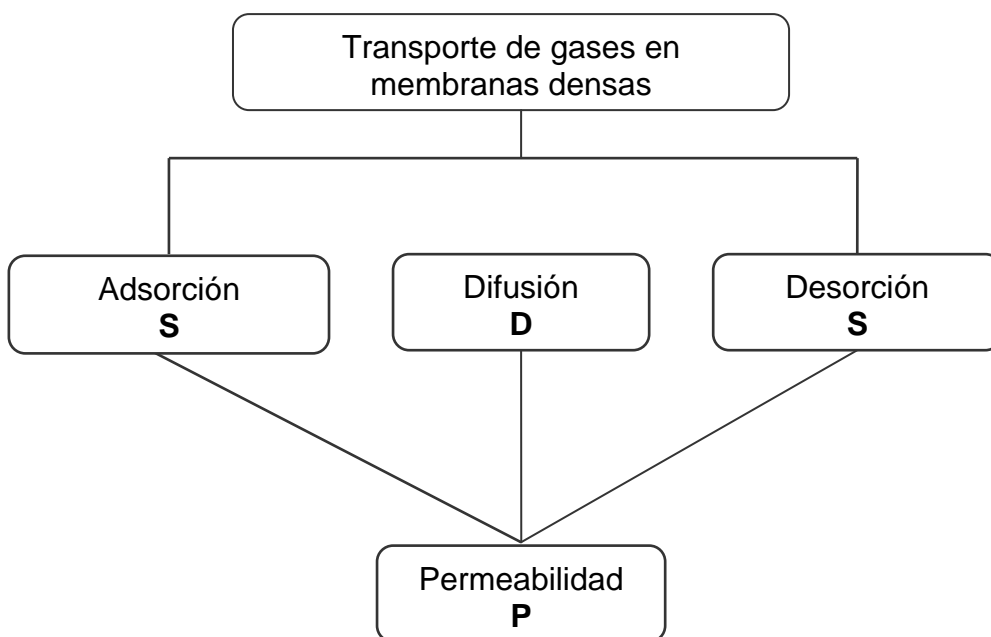 Transporte de gases en
membranas densas
Adsorción
S
Difusión
D
Desorción
S
Permeabilidad
P